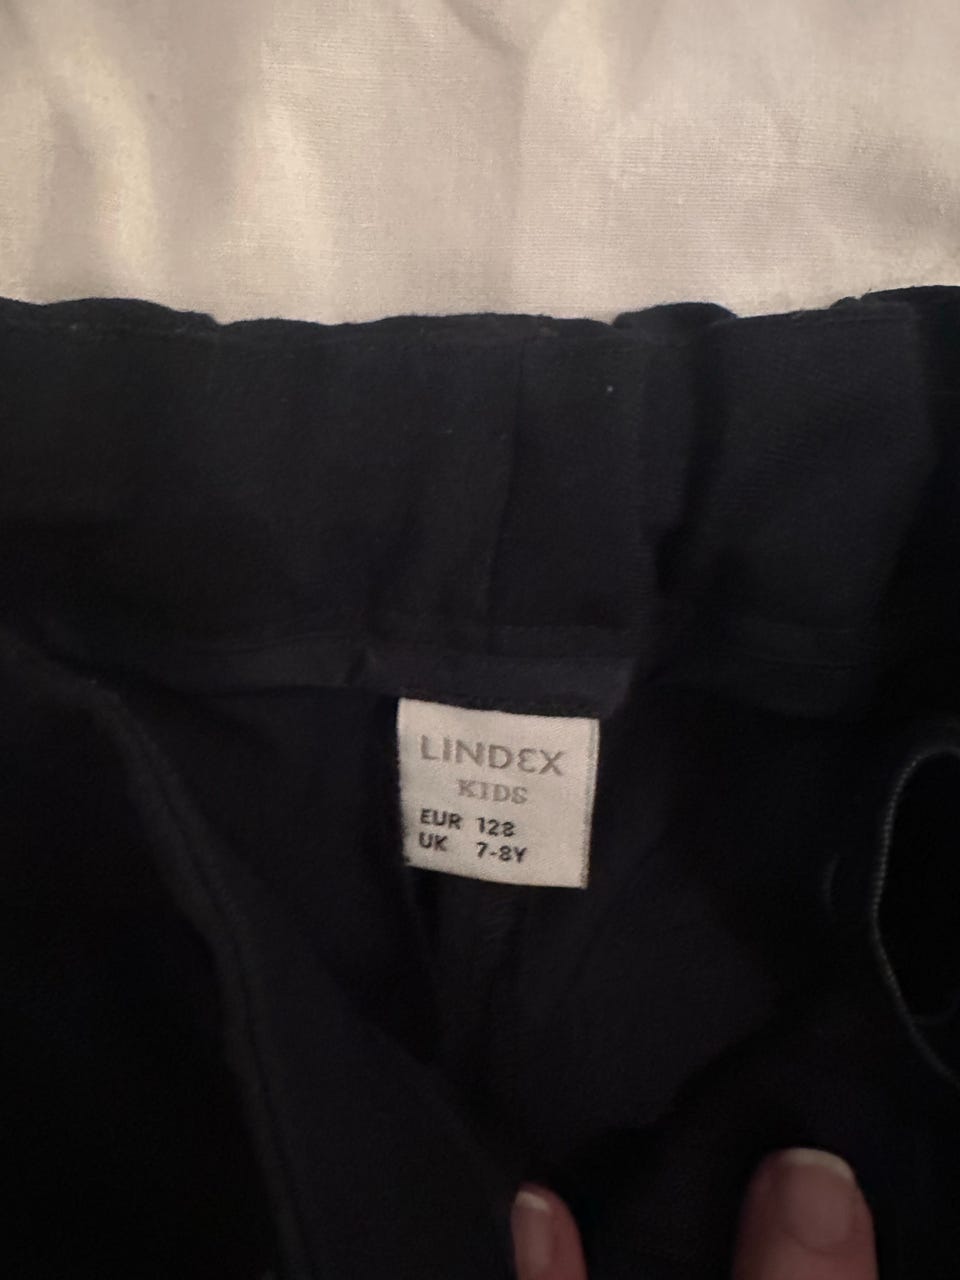 LINDEX
KIDS
EUR 128
UK 7-8Y